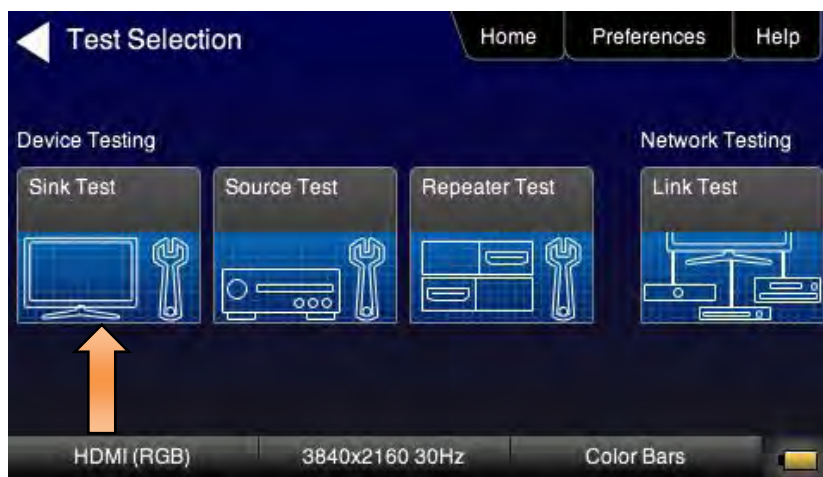 Test Selection
Home
Preferences
Help
Device Testing
Network Testing
Sink Test
Source Test
Repeater Test
Link Test
HDMI (RGB)
3840x2160 30Hz
Color Bars